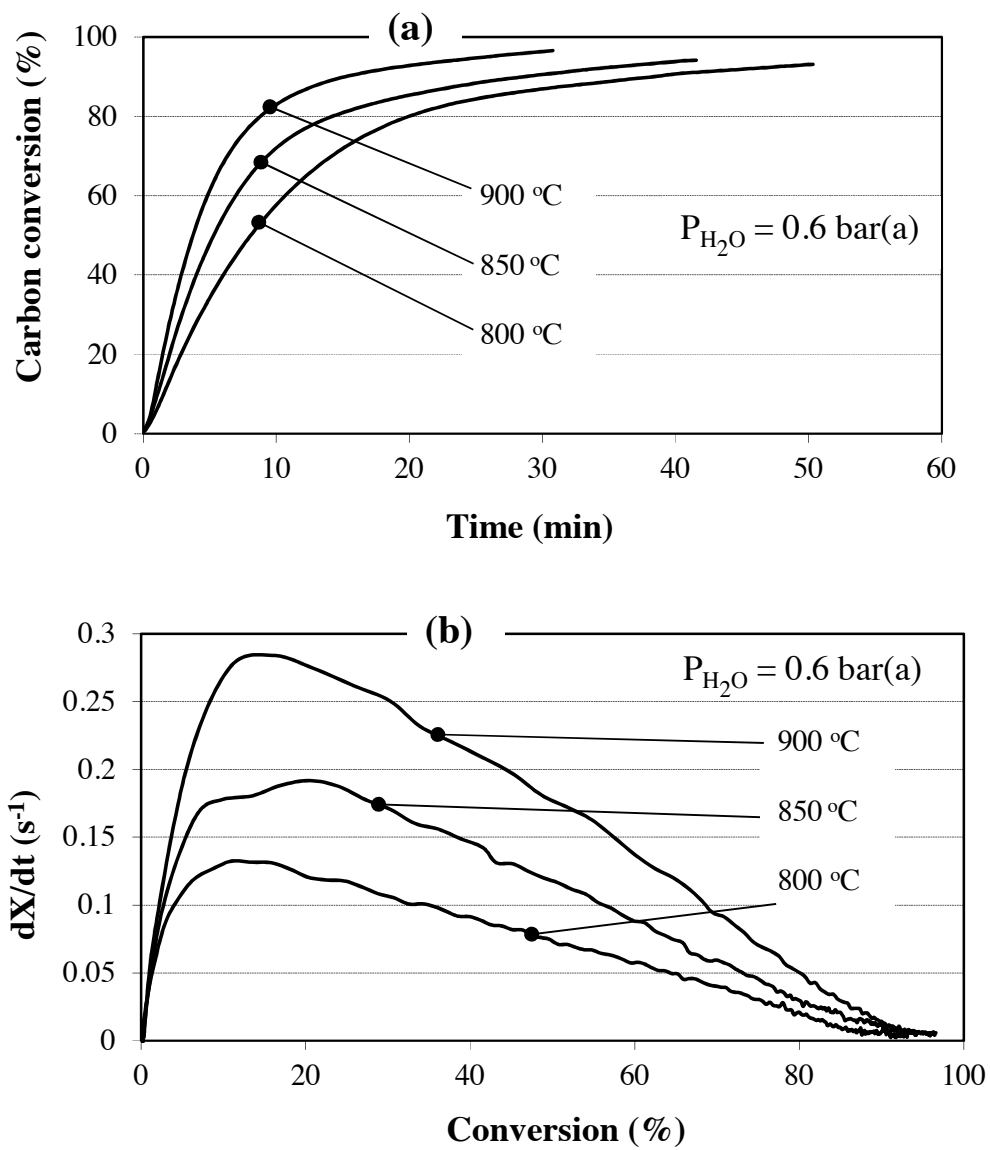 (a)
Carbon conversion (%)
100
80
60
40
20
0
900 °C
850 °C
800 °C
P_H₂O = 0.6 bar(a)
0 10 20 30 40 50 60
Time (min)
(b)
dX/dt (s⁻¹)
0.3
0.25
0.2
0.15
0.1
0.05
0
P_H₂O = 0.6 bar(a)
900 °C
850 °C
800 °C
0 20 40 60 80 100
Conversion (%)